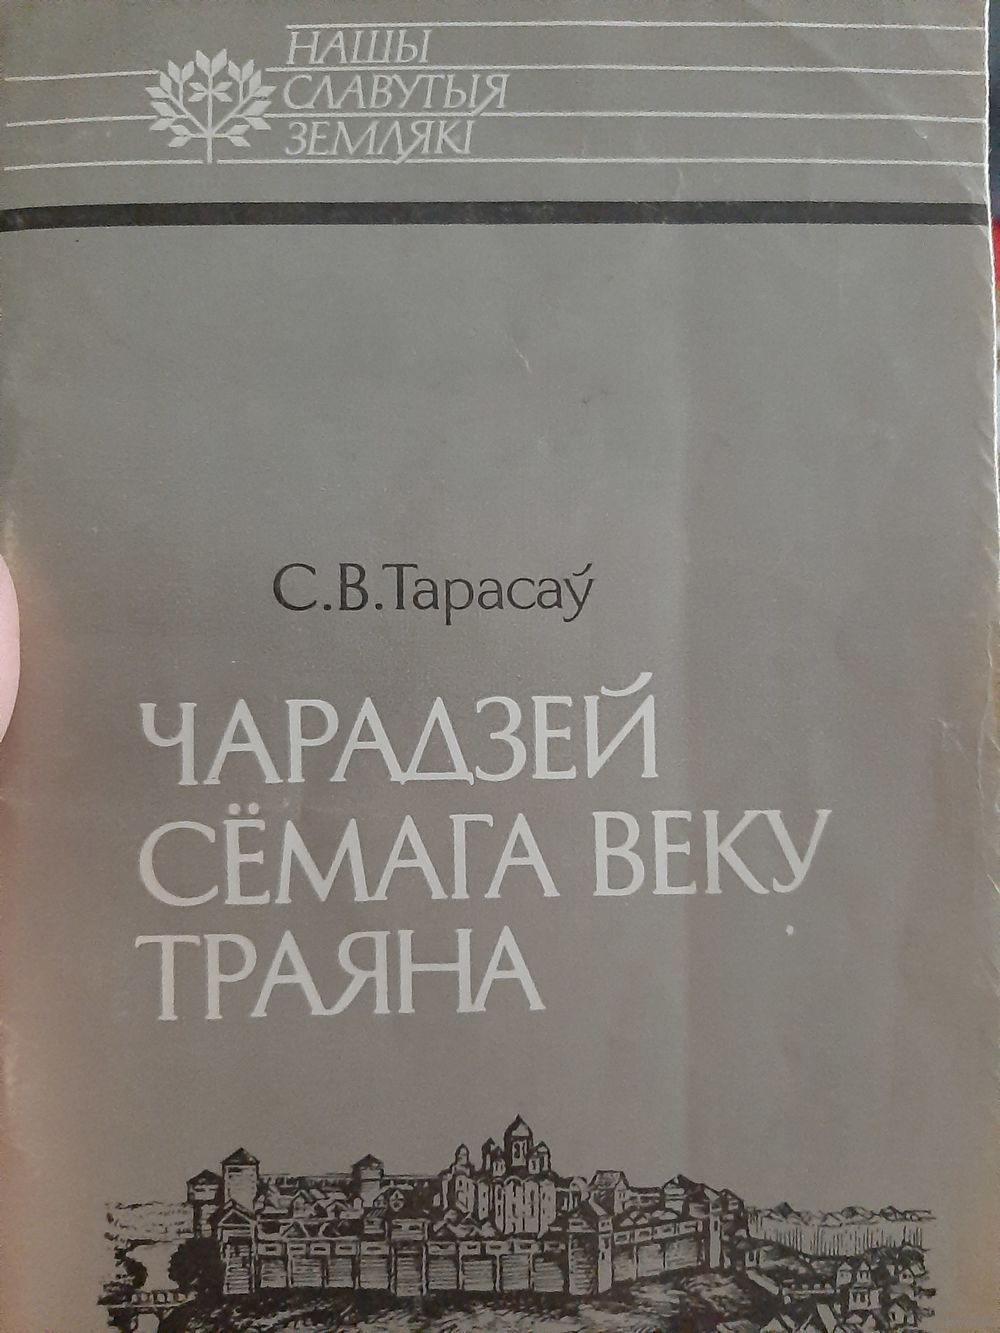 НАШЫ
СЛАВУТЫЯ
ЗЕМЛЯКІ
С.В.Тарасаў
ЧАРАДЗЕЙ
СЁМАГА ВЕКУ
ТРАЯНА